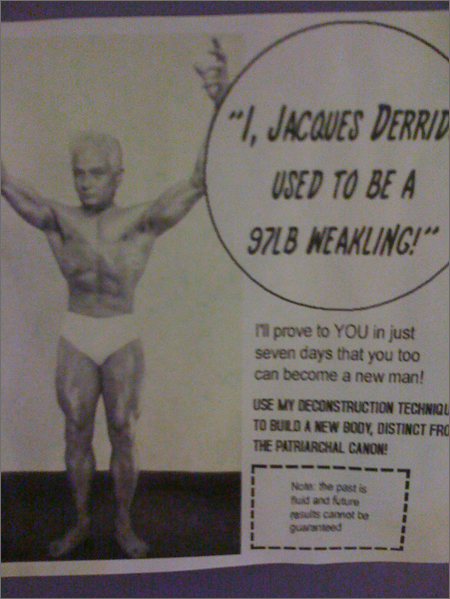 "I, JACQUES DERRID
USED TO BE A
97LB WEAKLING!"
I'll prove to YOU in just
seven days that you too
can become a new man!
USE MY DECONSTRUCTION TECHNIQU
TO BUILD A NEW BODY, DISTINCT FRO
THE PATRIARCHAL CANON!
Note: the past is
fluid and future
results cannot be
guaranteed